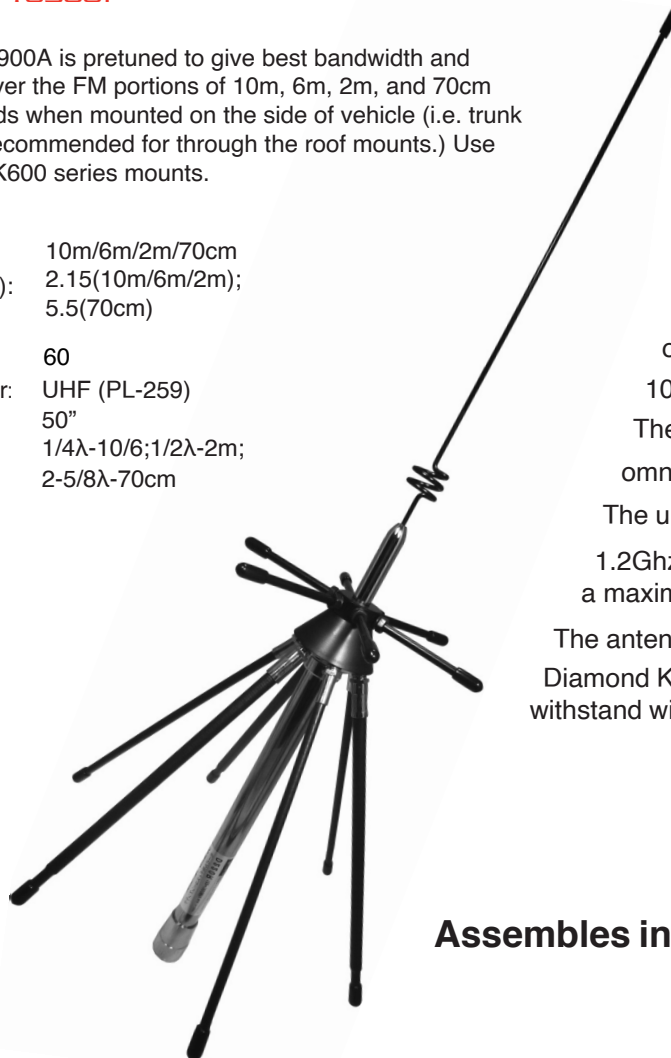 900A is pretuned to give best bandwidth and
ver the FM portions of 10m, 6m, 2m, and 70cm
ds when mounted on the side of vehicle (i.e. trunk
ecommended for through the roof mounts.) Use
K600 series mounts.
10m/6m/2m/70cm
): 2.15(10m/6m/2m);
5.5(70cm)
60
r: UHF (PL-259)
50”
1/4λ-10/6;1/2λ-2m;
2-5/8λ-70cm
c
10
The
omn
The u
1.2Ghz
a maxim
The anten
Diamond K
withstand wi
Assembles in